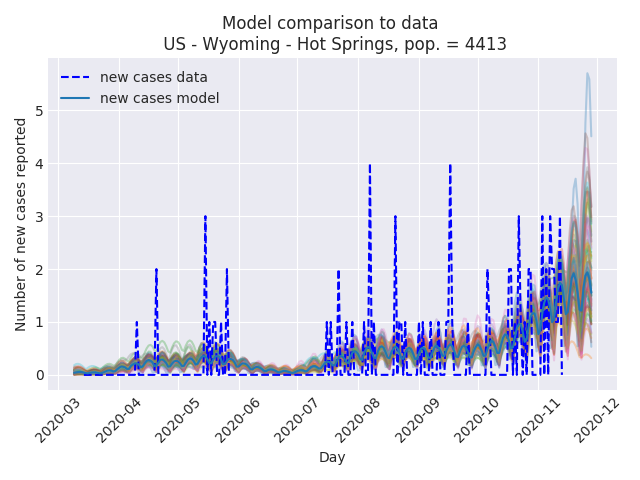 Model comparison to data
US - Wyoming - Hot Springs, pop. = 4413
new cases data
new cases model
Number of new cases reported
5
4
3
2
1
0
2020-03
2020-04
2020-05
2020-06
2020-07
2020-08
2020-09
2020-10
2020-11
2020-12
Day